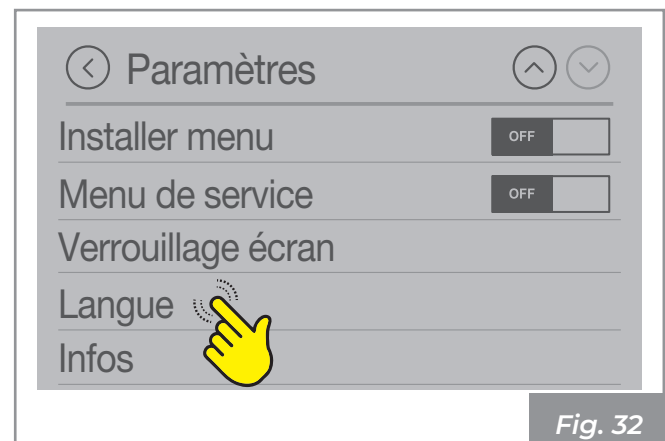 Paramètres
Installer menu OFF
Menu de service OFF
Verrouillage écran
Langue
Infos
Fig. 32